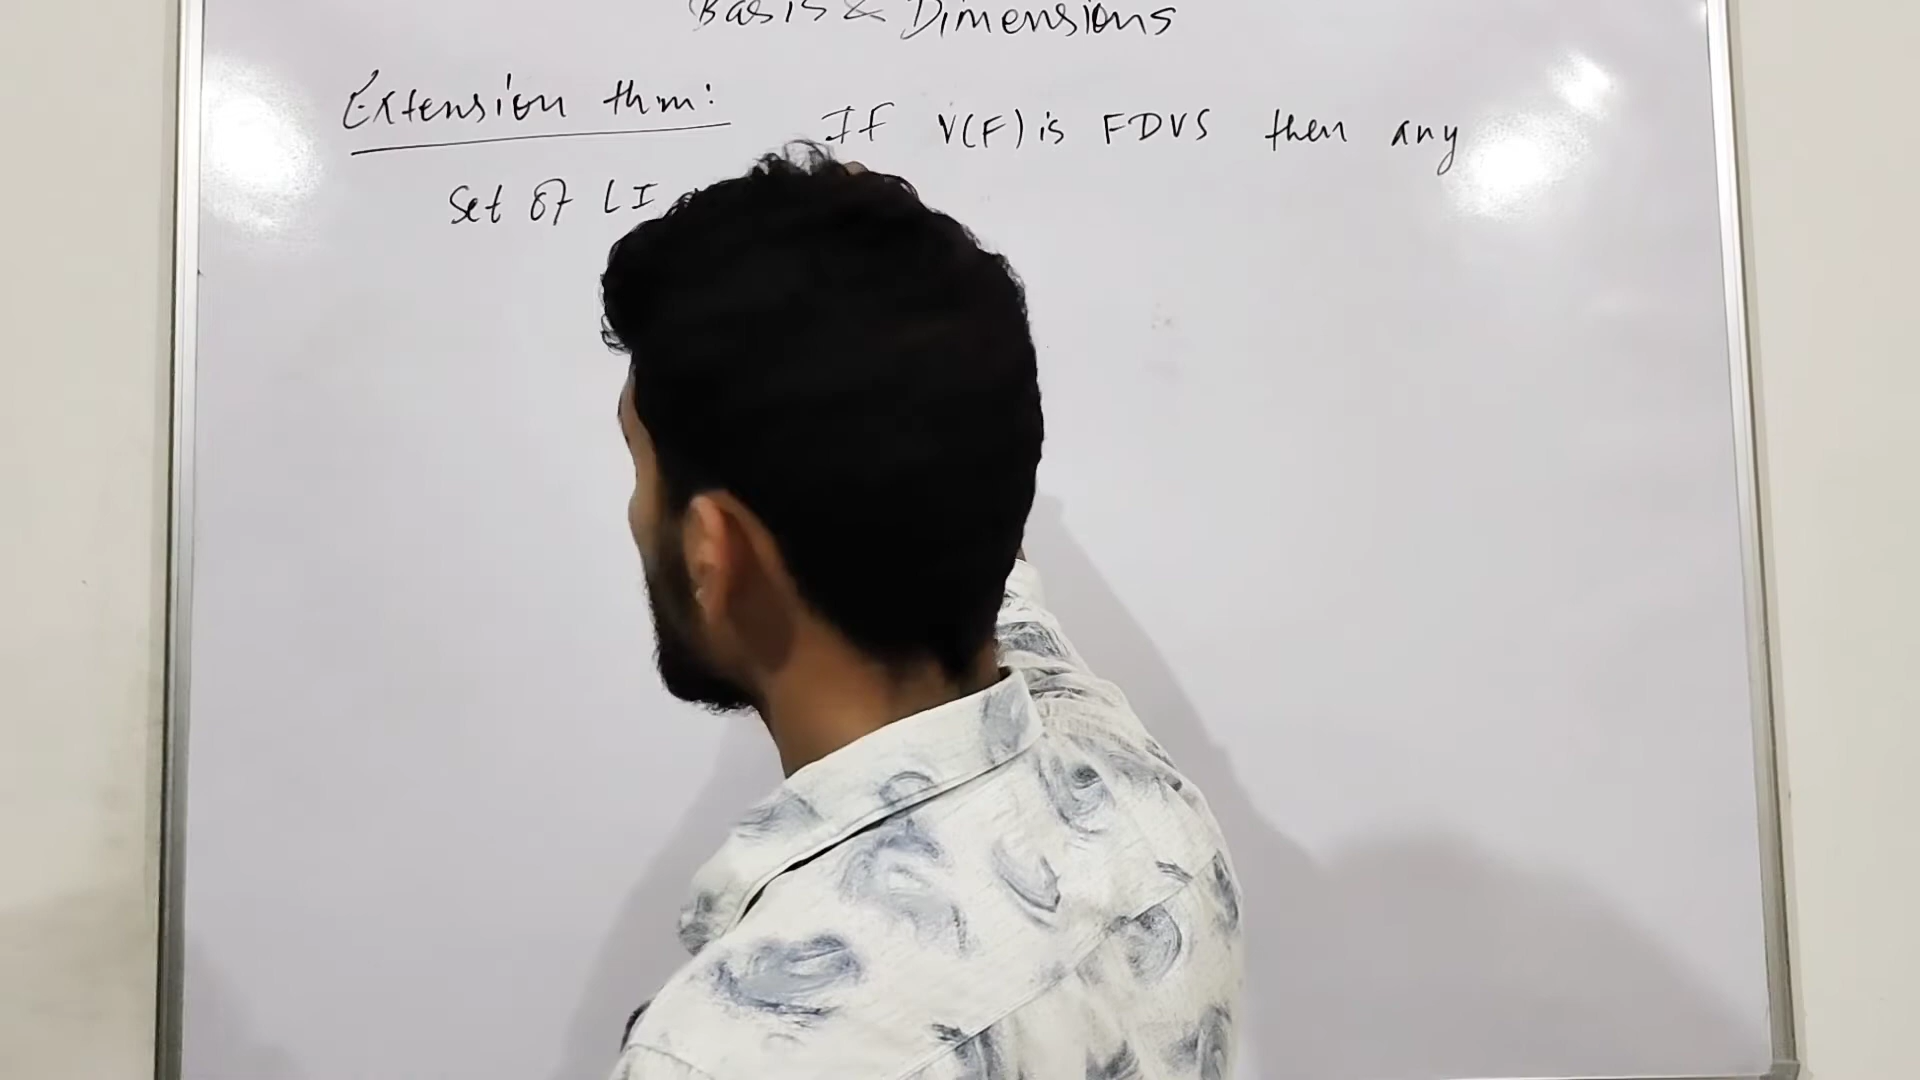 Basis & Dimensions
Extension thm: If V(F) is FDVS then any
Set of LI